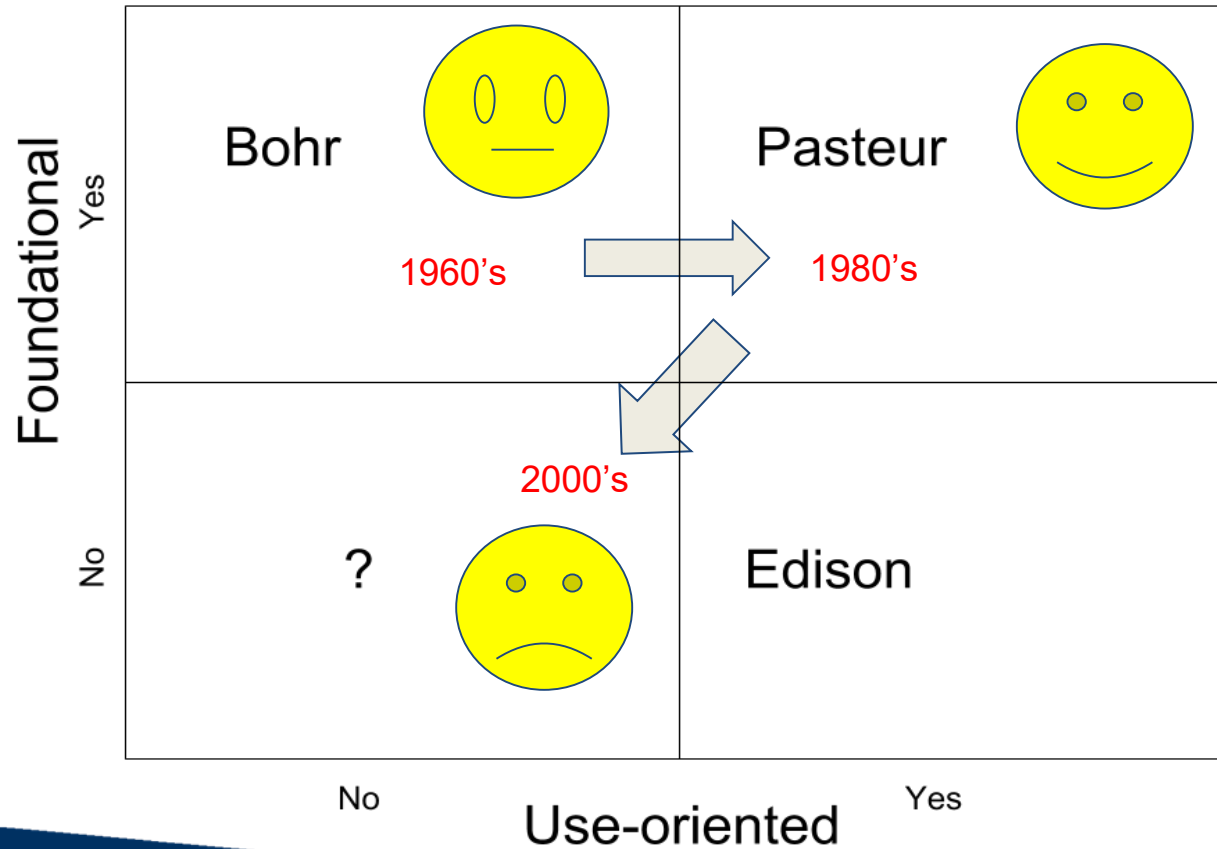 Foundational
Yes
No
Bohr
Pasteur
1960’s
1980’s
2000’s
?
Edison
No
Yes
Use-oriented